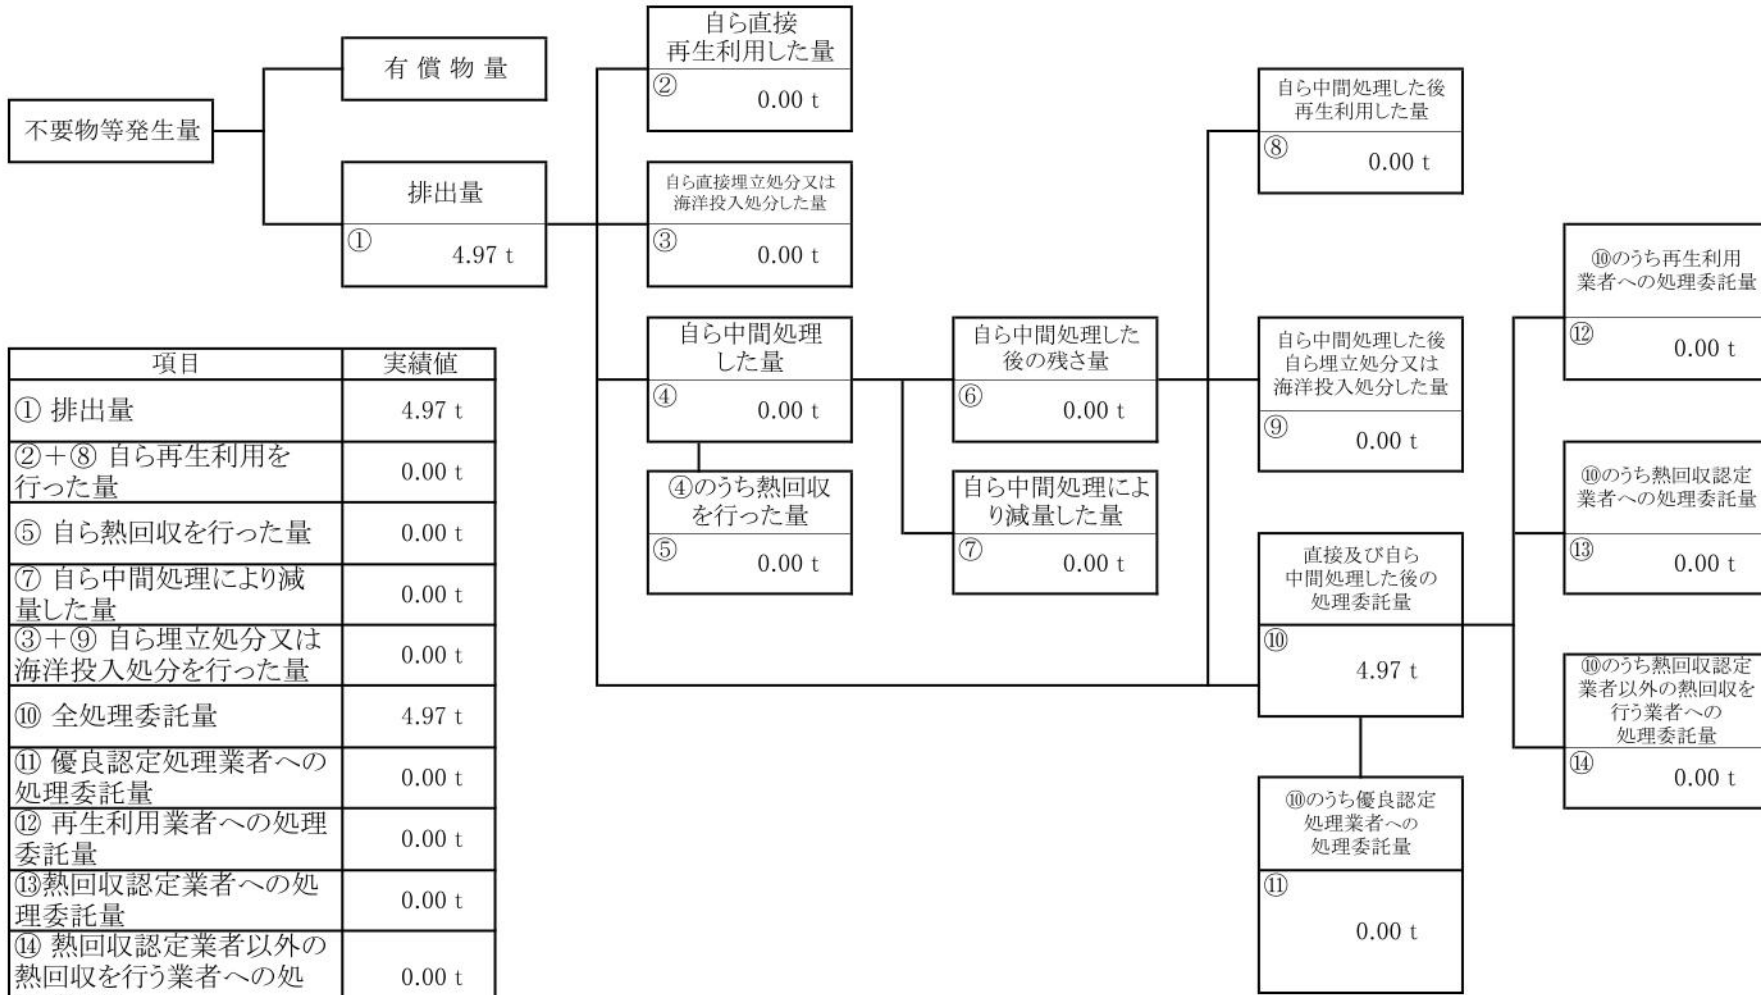 不要物等発生量
有償物量
排出量
①
4.97 t
自ら直接
再生利用した量
②
0.00 t
自ら直接埋立処分又は
海洋投入処分した量
③
0.00 t
自ら中間処理
した量
④
0.00 t
④のうち熱回収
を行った量
⑤
0.00 t
自ら中間処理した
後の残さ量
⑥
0.00 t
自ら中間処理によ
り減量した量
⑦
0.00 t
自ら中間処理した後
再生利用した量
⑧
0.00 t
自ら中間処理した後
自ら埋立処分又は
海洋投入処分した量
⑨
0.00 t
直接及び自ら
中間処理した後の
処理委託量
⑩
4.97 t
⑩のうち優良認定
処理業者への
処理委託量
⑪
0.00 t
⑩のうち再生利用
業者への処理委託量
⑫
0.00 t
⑩のうち熱回収認定
業者への処理委託量
⑬
0.00 t
⑩のうち熱回収認定
業者以外の熱回収を
行う業者への
処理委託量
⑭
0.00 t
項目 実績値
① 排出量 4.97 t
②＋⑧ 自ら再生利用を
行った量 0.00 t
⑤ 自ら熱回収を行った量 0.00 t
⑦ 自ら中間処理により減
量した量 0.00 t
③＋⑨ 自ら埋立処分又は
海洋投入処分を行った量 0.00 t
⑩ 全処理委託量 4.97 t
⑪ 優良認定処理業者への
処理委託量 0.00 t
⑫ 再生利用業者への処理
委託量 0.00 t
⑬熱回収認定業者への処
理委託量 0.00 t
⑭ 熱回収認定業者以外の
熱回収を行う業者への処 0.00 t